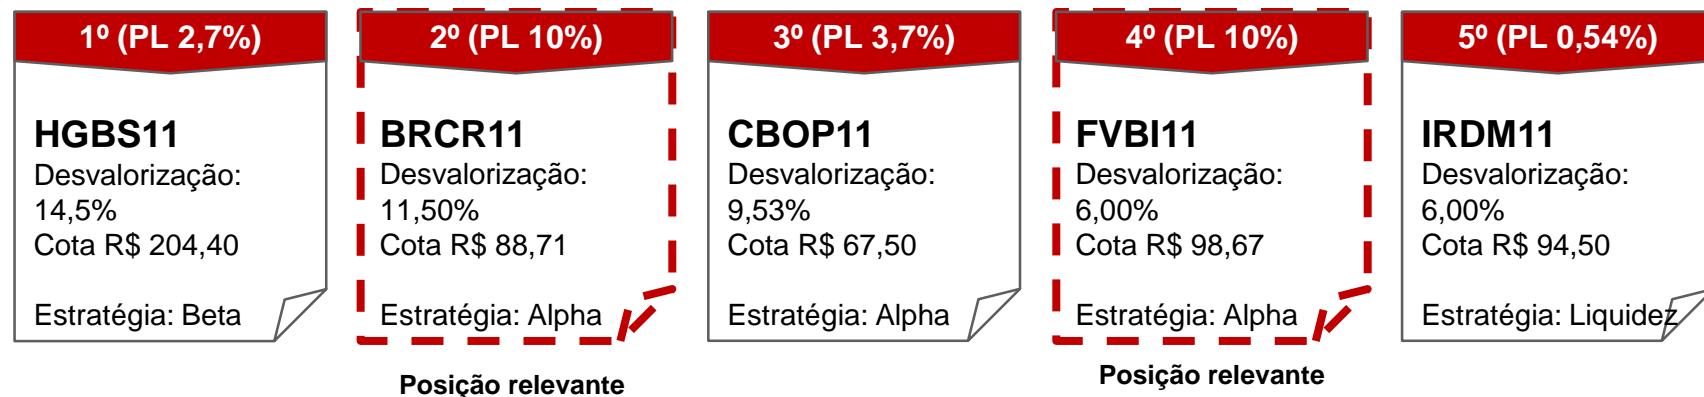 1º (PL 2,7%)
HGBS11
Desvalorização:
14,5%
Cota R$ 204,40
Estratégia: Beta
2º (PL 10%)
BRCR11
Desvalorização:
11,50%
Cota R$ 88,71
Estratégia: Alpha
Posição relevante
3º (PL 3,7%)
CBOP11
Desvalorização:
9,53%
Cota R$ 67,50
Estratégia: Alpha
4º (PL 10%)
FVBI11
Desvalorização:
6,00%
Cota R$ 98,67
Estratégia: Alpha
Posição relevante
5º (PL 0,54%)
IRDM11
Desvalorização:
6,00%
Cota R$ 94,50
Estratégia: Liquidez